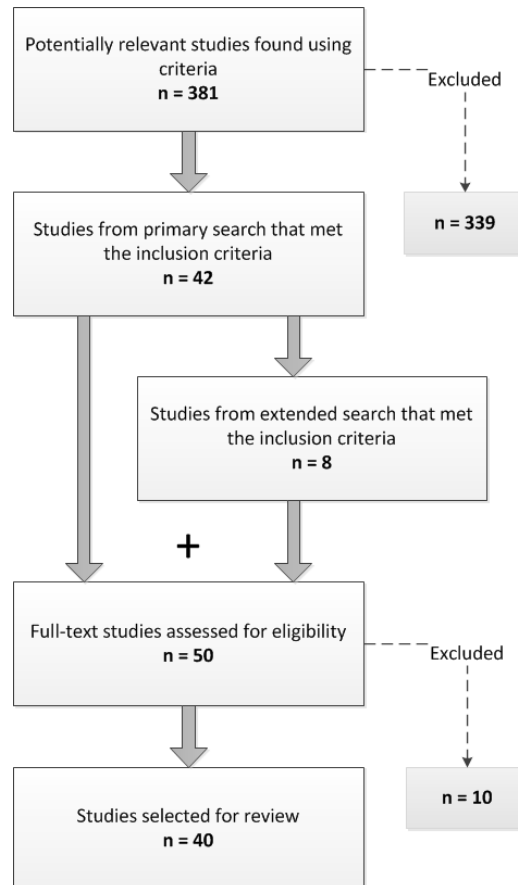 Potentially relevant studies found using
criteria
n = 381
Excluded
n = 339
Studies from primary search that met
the inclusion criteria
n = 42
Studies from extended search that met
the inclusion criteria
n = 8
+
Full-text studies assessed for eligibility
n = 50
Excluded
n = 10
Studies selected for review
n = 40